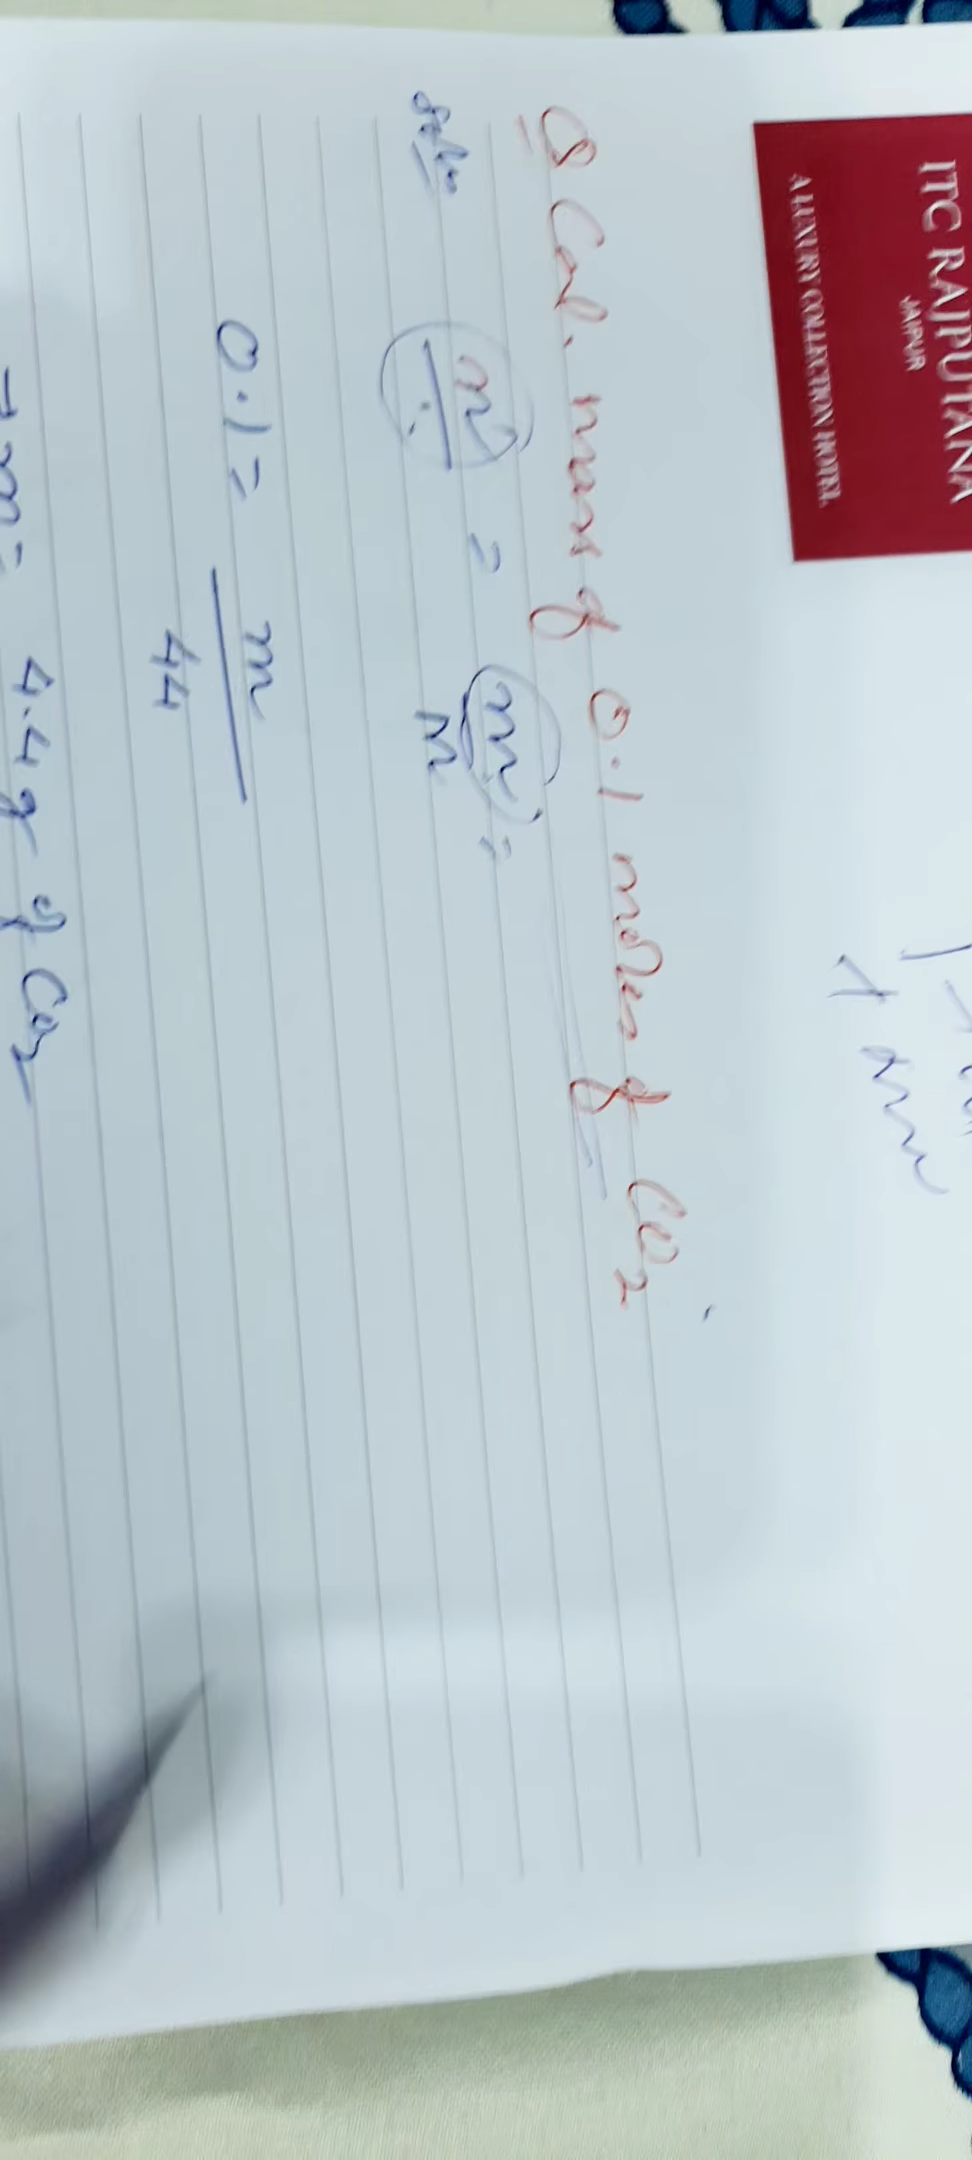 ITC RAJPUTANA
JAIPUR
A LUXURY COLLECTION HOTEL
Q Cal. mass of 0.1 moles of CO2
Soln
n = m =
M
0.1 = m
44
→ m = 4.4 g of CO2